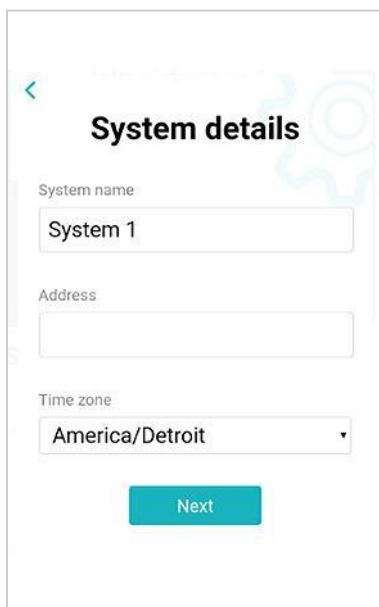 System details
System name
System 1
Address
Time zone
America/Detroit
Next